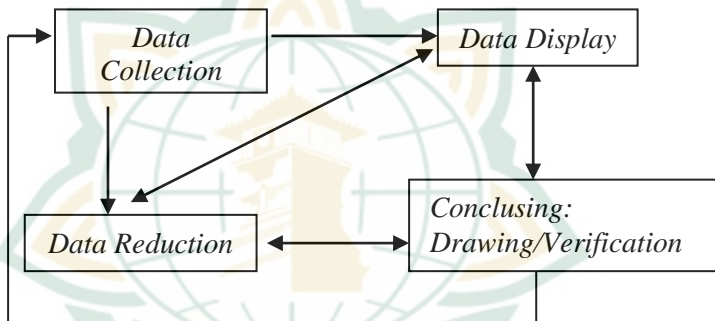 Data
Collection
Data Display
Data Reduction
Conclusing:
Drawing/Verification